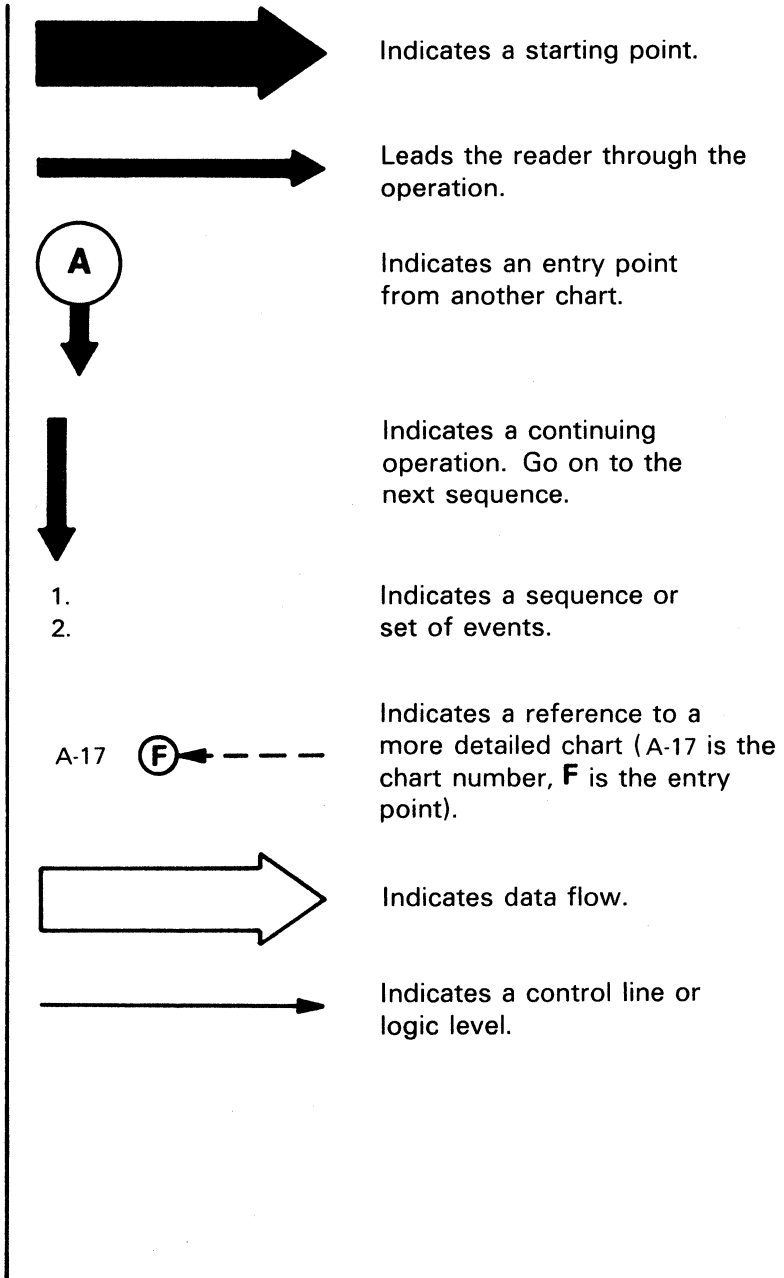 Indicates a starting point.
Leads the reader through the
operation.
A
Indicates an entry point
from another chart.
Indicates a continuing
operation. Go on to the
next sequence.
1.
2.
Indicates a sequence or
set of events.
A-17 F
Indicates a reference to a
more detailed chart (A-17 is the
chart number, F is the entry
point).
Indicates data flow.
Indicates a control line or
logic level.